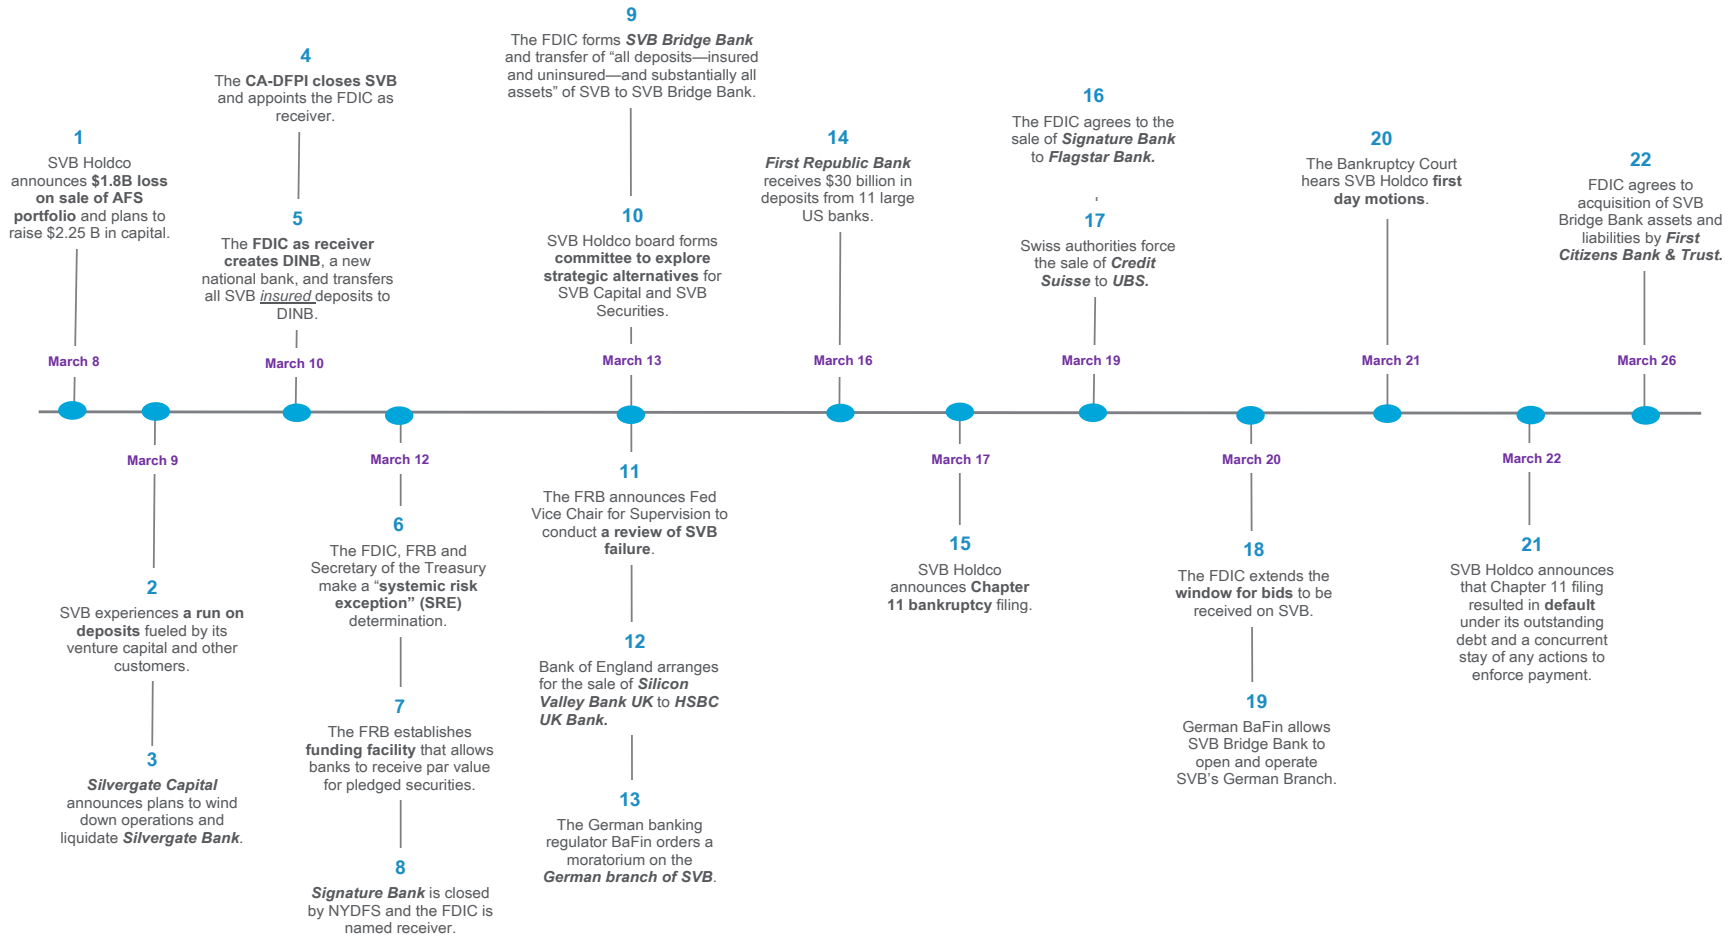 1
SVB Holdco
announces $1.8B loss
on sale of AFS
portfolio and plans to
raise $2.25 B in capital.
March 8
March 9
2
SVB experiences a run on
deposits fueled by its
venture capital and other
customers.
3
Silvergate Capital
announces plans to wind
down operations and
liquidate Silvergate Bank.
4
The CA-DFPI closes SVB
and appoints the FDIC as
receiver.
5
The FDIC as receiver
creates DINB, a new
national bank, and transfers
all SVB insured deposits to
DINB.
March 10
March 12
6
The FDIC, FRB and
Secretary of the Treasury
make a “systemic risk
exception” (SRE)
determination.
7
The FRB establishes
funding facility that allows
banks to receive par value
for pledged securities.
8
Signature Bank is closed
by NYDFS and the FDIC is
named receiver.
9
The FDIC forms SVB Bridge Bank
and transfer of “all deposits—insured
and uninsured—and substantially all
assets” of SVB to SVB Bridge Bank.
10
SVB Holdco board forms
committee to explore
strategic alternatives for
SVB Capital and SVB
Securities.
March 13
11
The FRB announces Fed
Vice Chair for Supervision to
conduct a review of SVB
failure.
12
Bank of England arranges
for the sale of Silicon
Valley Bank UK to HSBC
UK Bank.
13
The German banking
regulator BaFin orders a
moratorium on the
German branch of SVB.
14
First Republic Bank
receives $30 billion in
deposits from 11 large
US banks.
March 16
March 17
15
SVB Holdco
announces Chapter
11 bankruptcy filing.
16
The FDIC agrees to the
sale of Signature Bank
to Flagstar Bank.
17
Swiss authorities force
the sale of Credit
Suisse to UBS.
March 19
March 20
18
The FDIC extends the
window for bids to be
received on SVB.
19
German BaFin allows
SVB Bridge Bank to
open and operate
SVB’s German Branch.
20
The Bankruptcy Court
hears SVB Holdco first
day motions.
March 21
March 22
21
SVB Holdco announces
that Chapter 11 filing
resulted in default
under its outstanding
debt and a concurrent
stay of any actions to
enforce payment.
22
FDIC agrees to
acquisition of SVB
Bridge Bank assets and
liabilities by First
Citizens Bank & Trust.
March 26